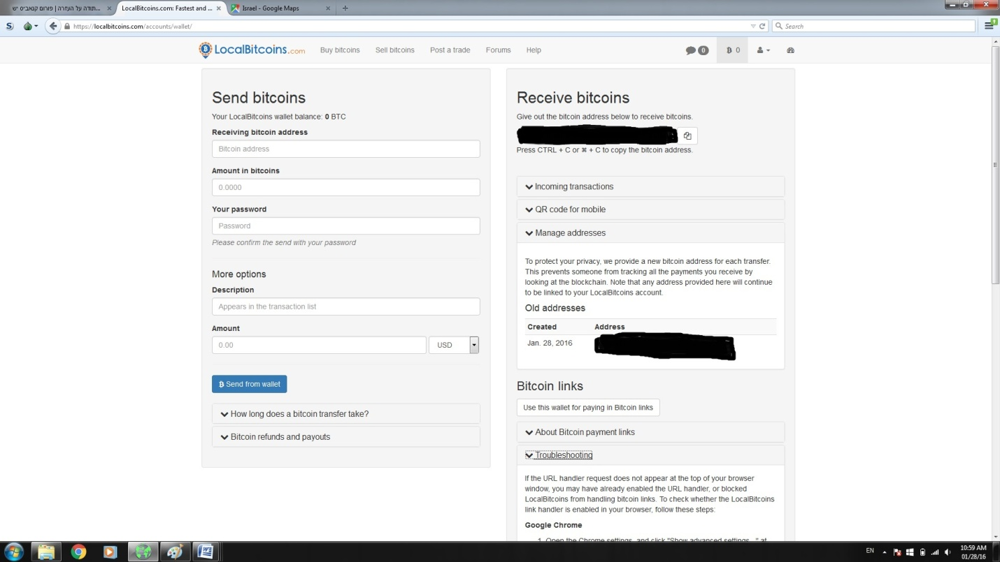 תודה על העזרה | פורום קנאביס יש...
LocalBitcoins.com: Fastest and ...
Israel - Google Maps
https://localbitcoins.com/accounts/wallet/
Search
LocalBitcoins.com
Buy bitcoins
Sell bitcoins
Post a trade
Forums
Help
0
0
Send bitcoins
Your LocalBitcoins wallet balance: 0 BTC
Receiving bitcoin address
Bitcoin address
Amount in bitcoins
0.0000
Your password
Password
Please confirm the send with your password
More options
Description
Appears in the transaction list
Amount
0.00
USD
Send from wallet
How long does a bitcoin transfer take?
Bitcoin refunds and payouts
Receive bitcoins
Give out the bitcoin address below to receive bitcoins.
Press CTRL + C or ⌘ + C to copy the bitcoin address.
Incoming transactions
QR code for mobile
Manage addresses
To protect your privacy, we provide a new bitcoin address for each transfer.
This prevents someone from tracking all the payments you receive by
looking at the blockchain. Note that any address provided here will continue
to be linked to your LocalBitcoins account.
Old addresses
Created Address
Jan. 28, 2016
Bitcoin links
Use this wallet for paying in Bitcoin links
About Bitcoin payment links
Troubleshooting
If the URL handler request does not appear at the top of your browser
window, you may have already enabled the URL handler, or blocked
LocalBitcoins from handling bitcoin links. To check whether the LocalBitcoins
link handler is enabled in your browser, follow these steps:
Google Chrome
1. Open the Chrome settings, and click "Show advanced settings..." at
EN
10:59 AM
01/28/16